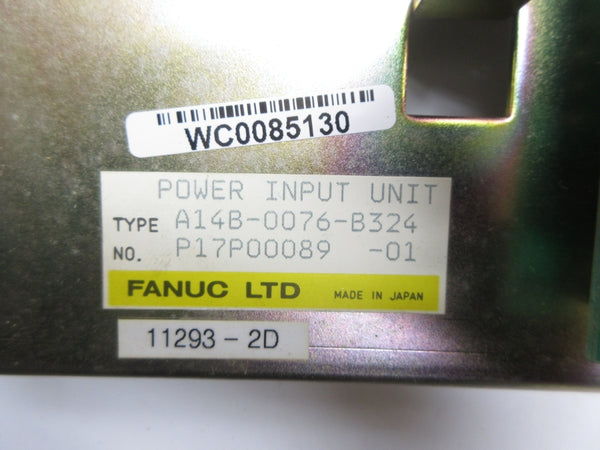 WC0085130
POWER INPUT UNIT
TYPE A14B-0076-B324
NO. P17P00089 -01
FANUC LTD MADE IN JAPAN
11293-2D